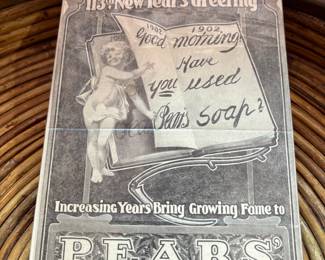 113th New Year's Greeting
1902
Good morning!
Have
you used
Pears Soap?
Increasing Years Bring Growing Fame to
PEARS'